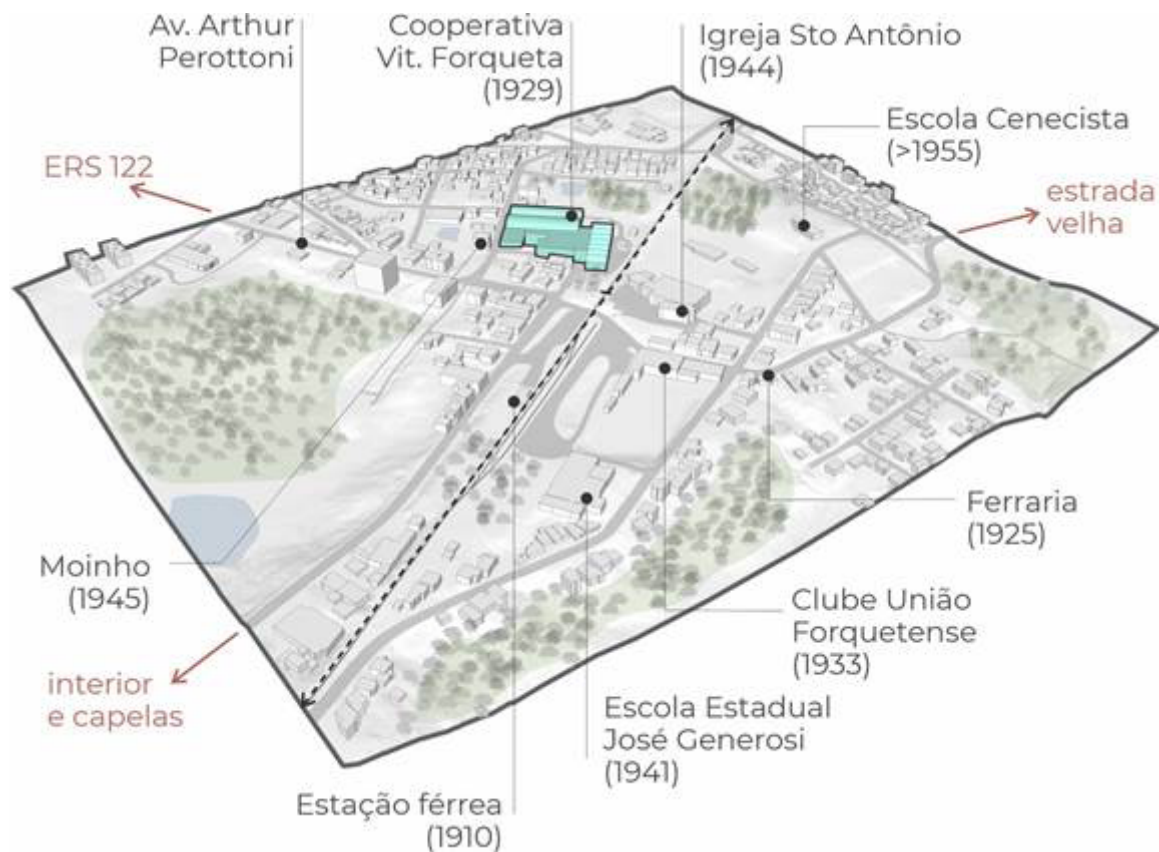 Av. Arthur
Perottoni
Cooperativa
Vit. Forqueta
(1929)
Igreja Sto Antônio
(1944)
Escola Cenecista
(>1955)
ERS 122
estrada
velha
Moinho
(1945)
Ferraria
(1925)
Clube União
Forquetense
(1933)
interior
e capelas
Escola Estadual
José Generosi
(1941)
Estação férrea
(1910)